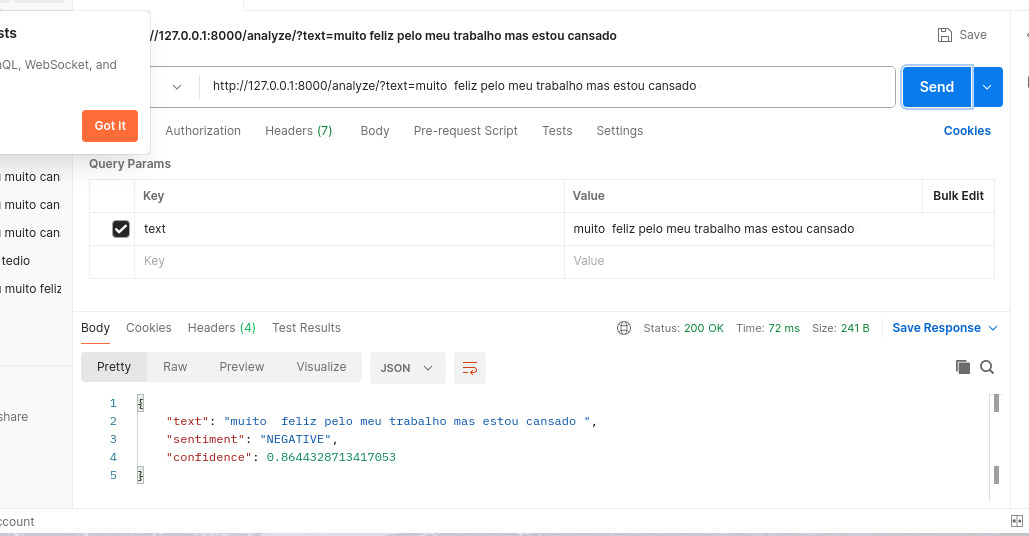 sts
//127.0.0.1:8000/analyze/?text=muito feliz pelo meu trabalho mas estou cansado
Save
QL, WebSocket, and
http://127.0.0.1:8000/analyze/?text=muito  feliz pelo meu trabalho mas estou cansado
Send
Got it
Authorization
Headers (7)
Body
Pre-request Script
Tests
Settings
Cookies
Query Params
muito can
muito can
muito can
tedio
muito feliz
Key
Value
Bulk Edit
text
muito  feliz pelo meu trabalho mas estou cansado
Key
Value
Body
Cookies
Headers (4)
Test Results
Status: 200 OK
Time: 72 ms
Size: 241 B
Save Response
Pretty
Raw
Preview
Visualize
JSON
1 {
2 "text": "muito  feliz pelo meu trabalho mas estou cansado ",
3 "sentiment": "NEGATIVE",
4 "confidence": 0.8644328713417053
5 }
share
ccount